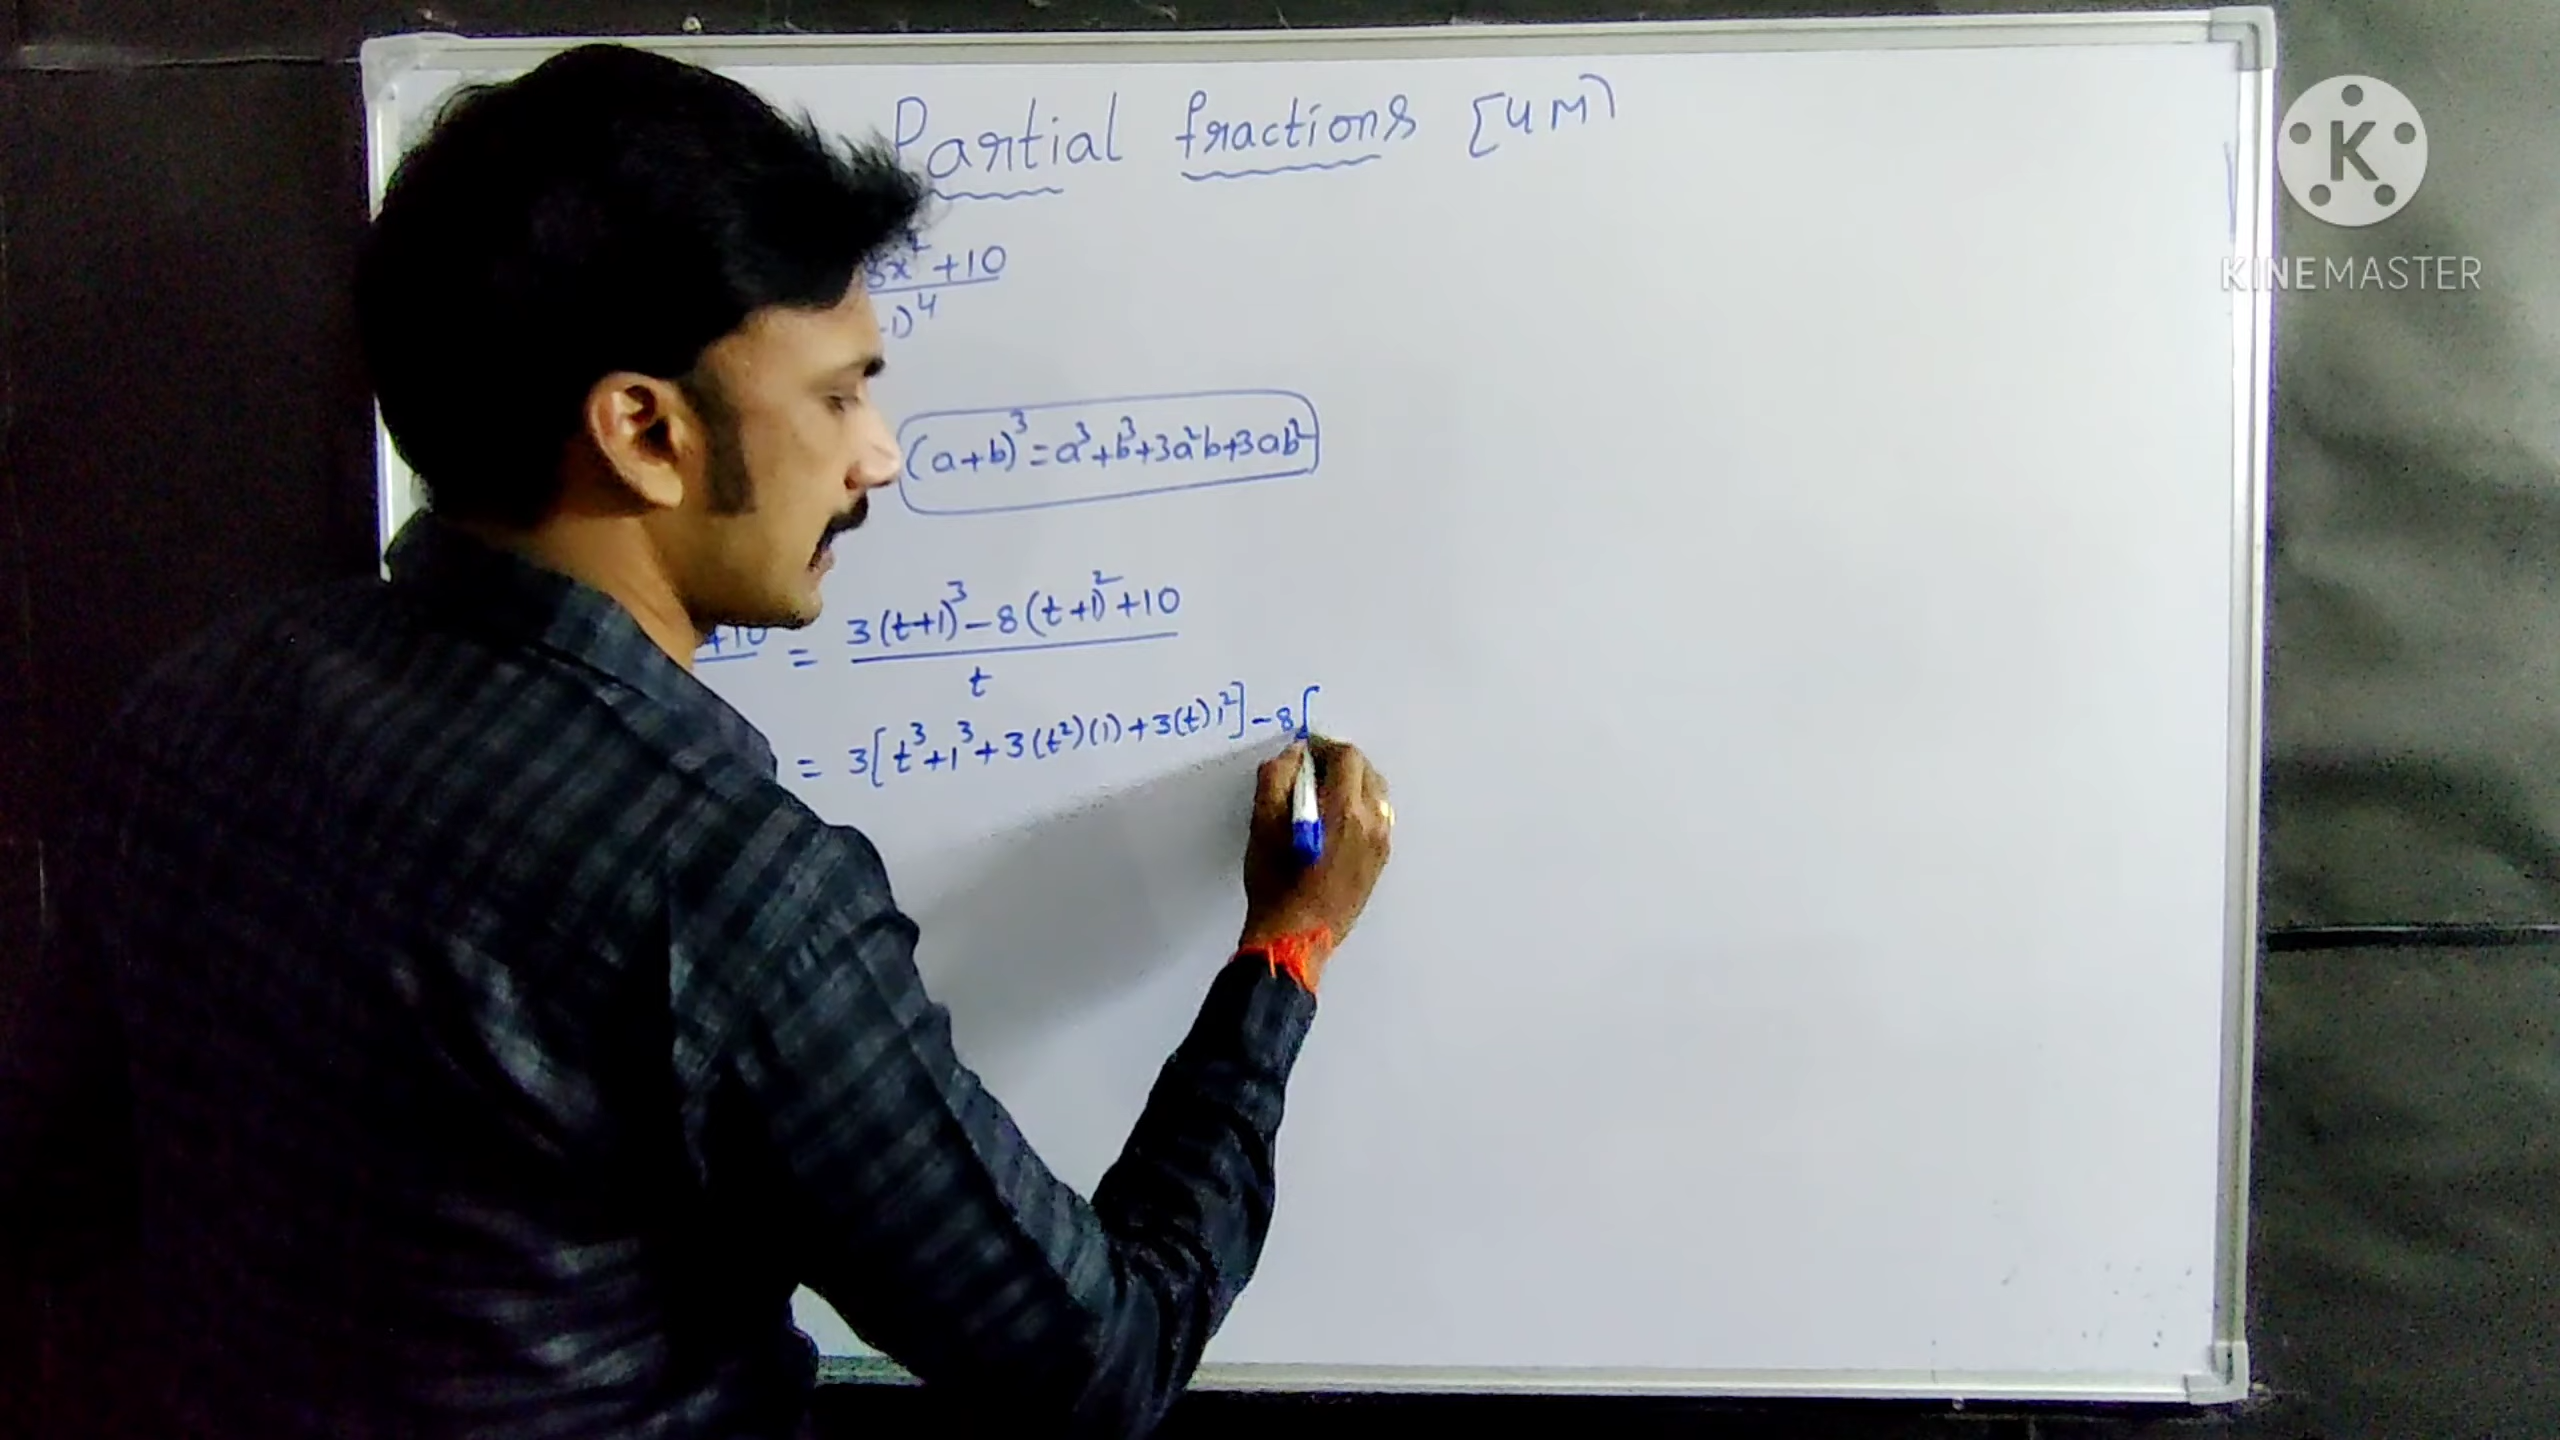 Partial fractions [4M]
8x²+10
-1)⁴
(a+b)³=a³+b³+3a²b+3ab²
+10 = 3(t+1)³-8(t+1)²+10
t
= 3[t³+1³+3(t²)(1)+3(t)1²]-8[
K
KINEMASTER